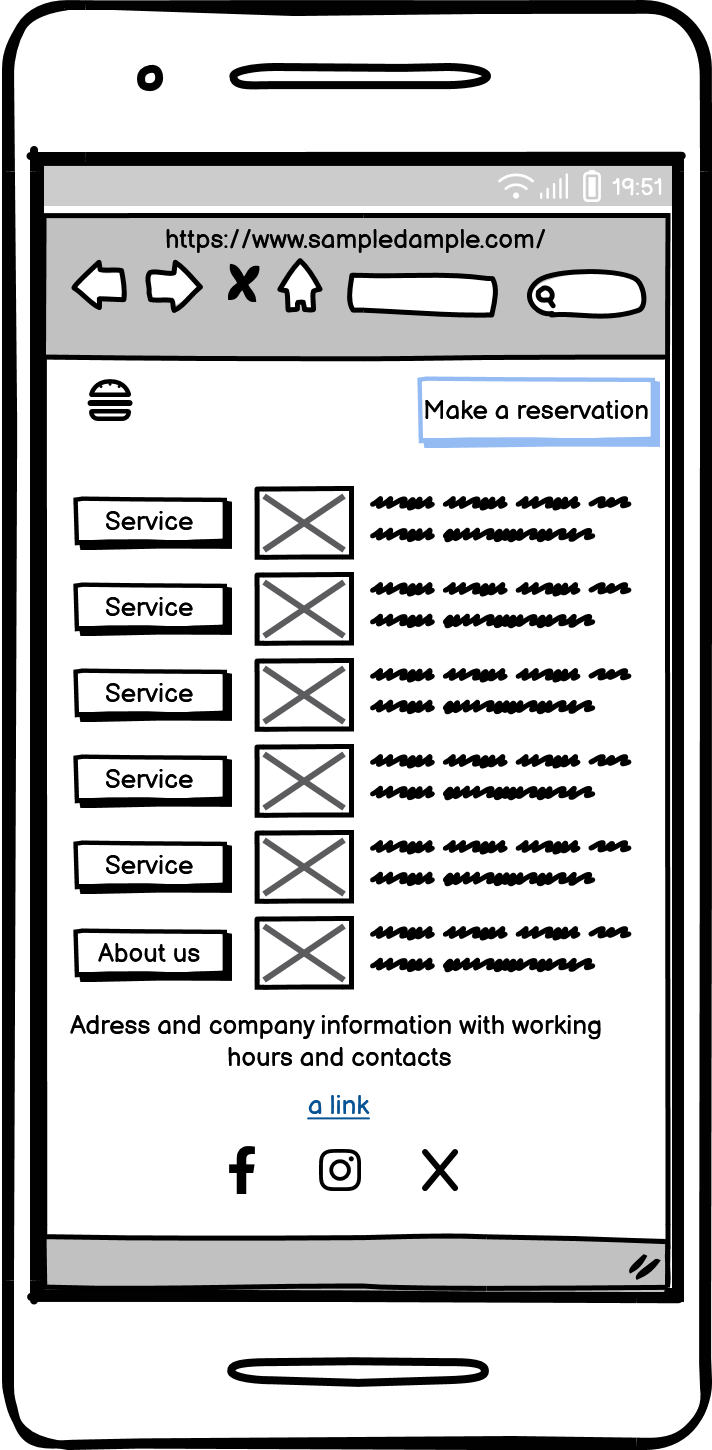 19:51
https://www.sampledample.com/
Make a reservation
Service
Service
Service
Service
Service
About us
Adress and company information with working
hours and contacts
a link